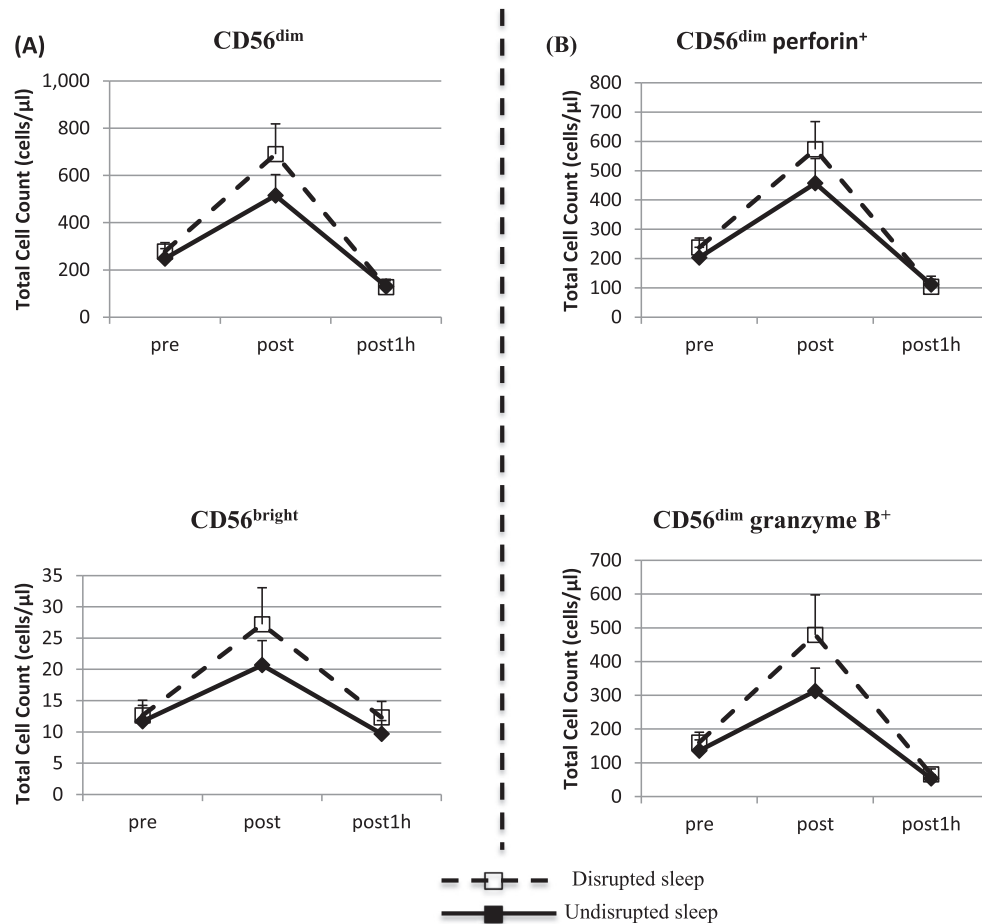 (A)
CD56dim
Total Cell Count (cells/µl)
1,000
800
600
400
200
0
pre post post1h
CD56bright
Total Cell Count (cells/µl)
35
30
25
20
15
10
5
0
pre post post1h
(B)
CD56dim perforin+
Total Cell Count (cells/µl)
800
700
600
500
400
300
200
100
0
pre post post1h
CD56dim granzyme B+
Total Cell Count (cells/µl)
700
600
500
400
300
200
100
0
pre post post1h
Disrupted sleep
Undisrupted sleep